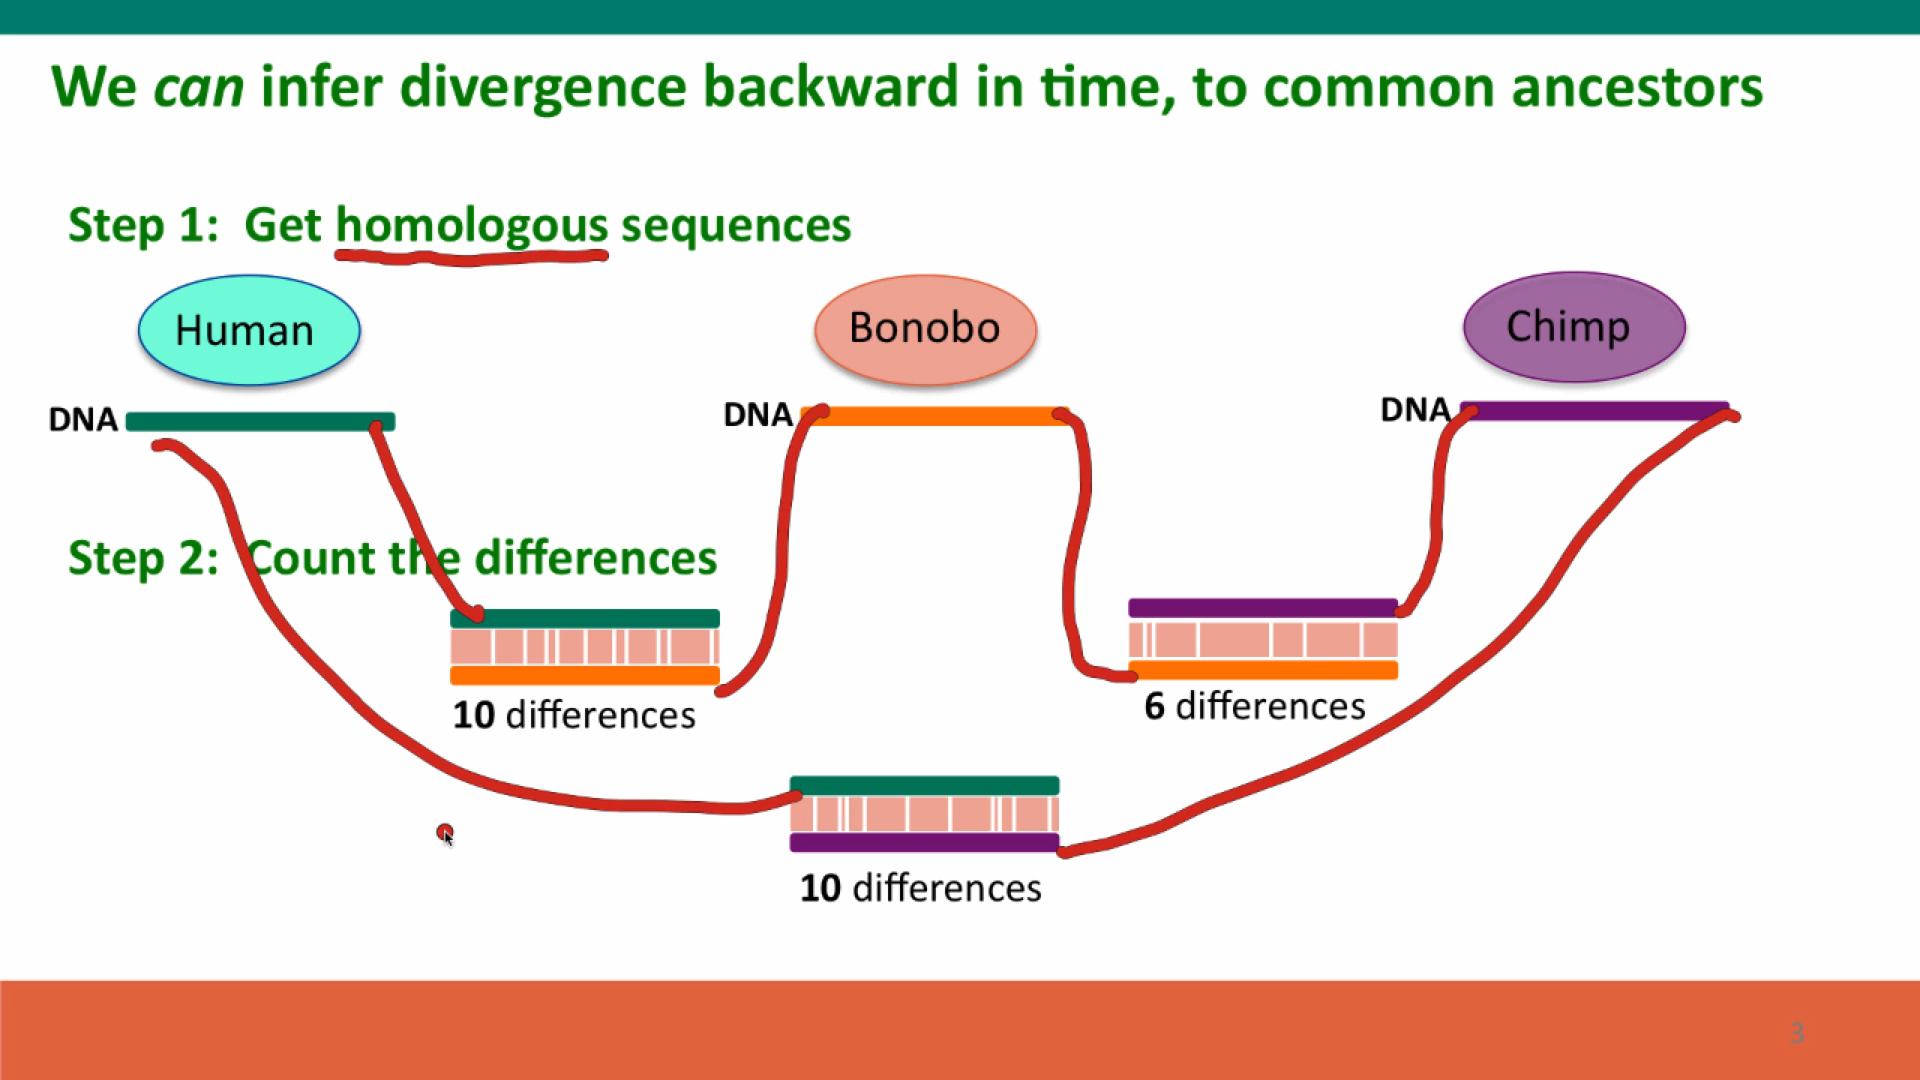 We can infer divergence backward in time, to common ancestors
Step 1: Get homologous sequences
Human
Bonobo
Chimp
DNA
DNA
DNA
Step 2: Count the differences
10 differences
6 differences
10 differences
3